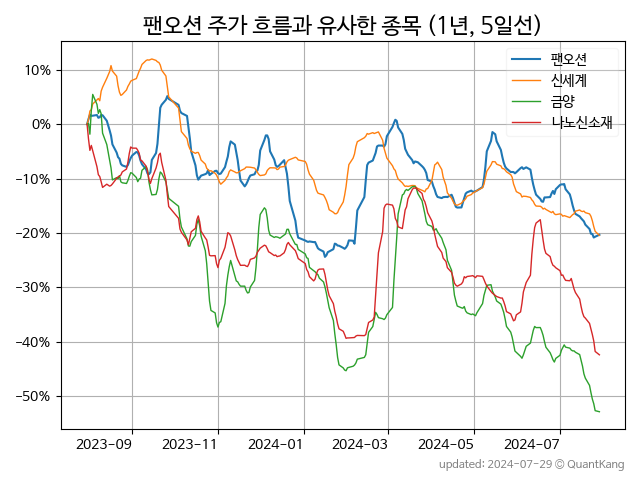 팬오션 주가 흐름과 유사한 종목 (1년, 5일선)
팬오션
신세계
금양
나노신소재
10%
0%
−10%
−20%
−30%
−40%
−50%
2023-09
2023-11
2024-01
2024-03
2024-05
2024-07
updated: 2024-07-29 © QuantKang